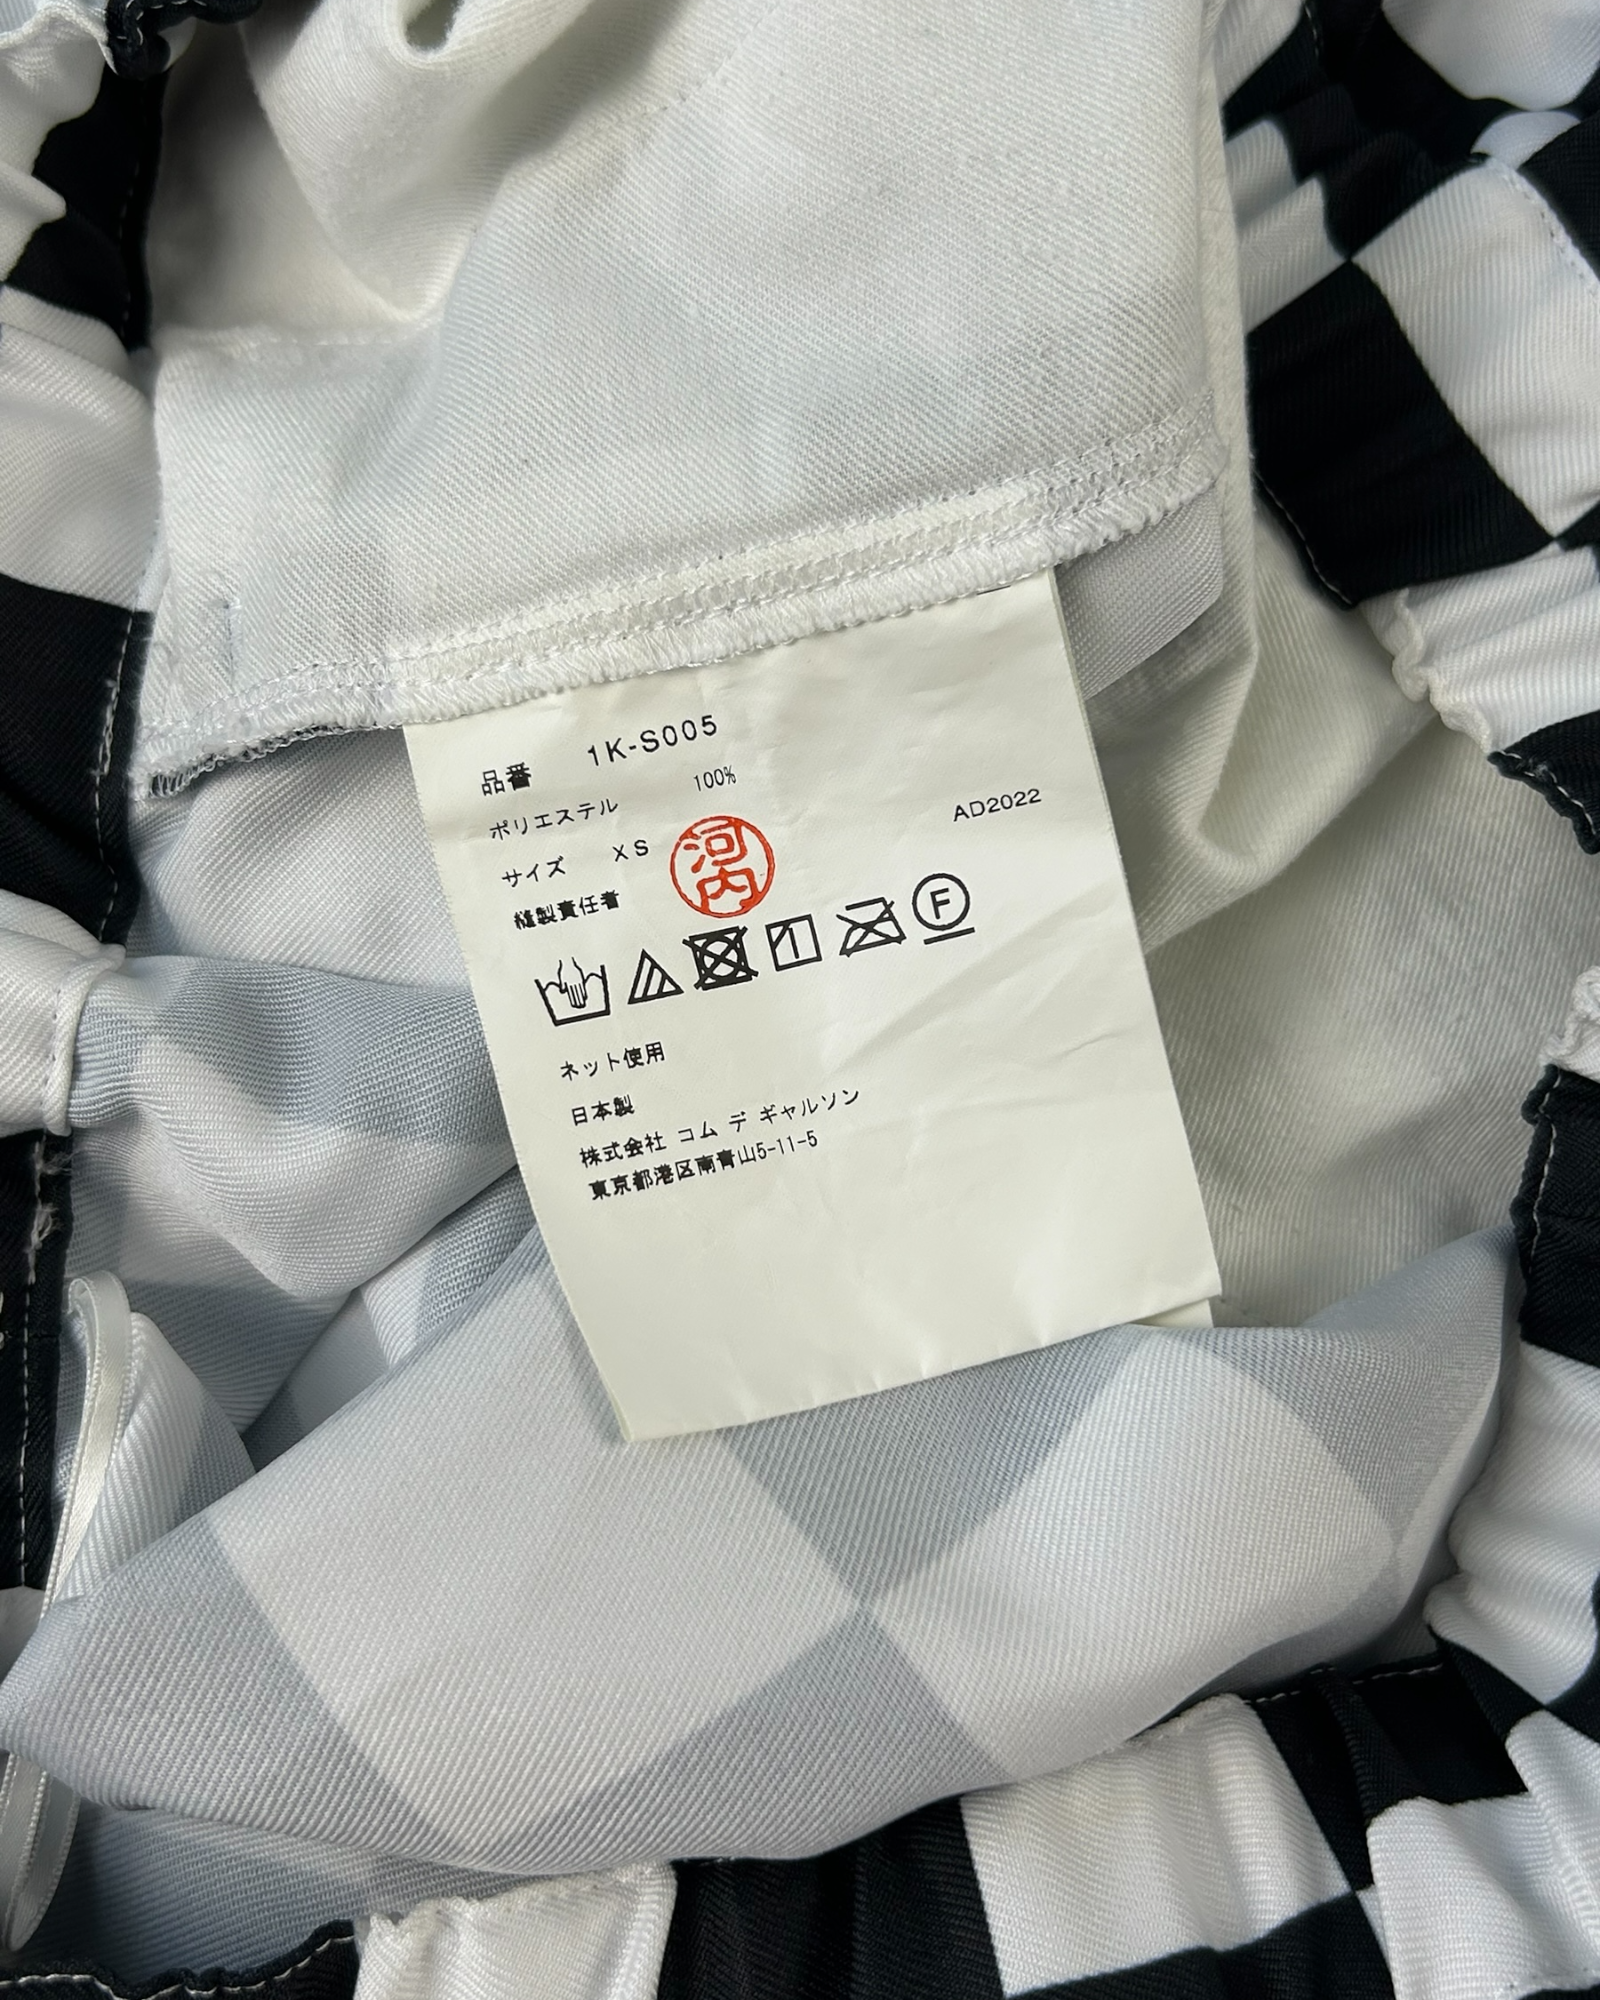 品番 1K-S005
ポリエステル 100%
サイズ XS AD2022
縫製責任者 河内
F
ネット使用
日本製
株式会社 コム デ ギャルソン
東京都港区南青山5-11-5